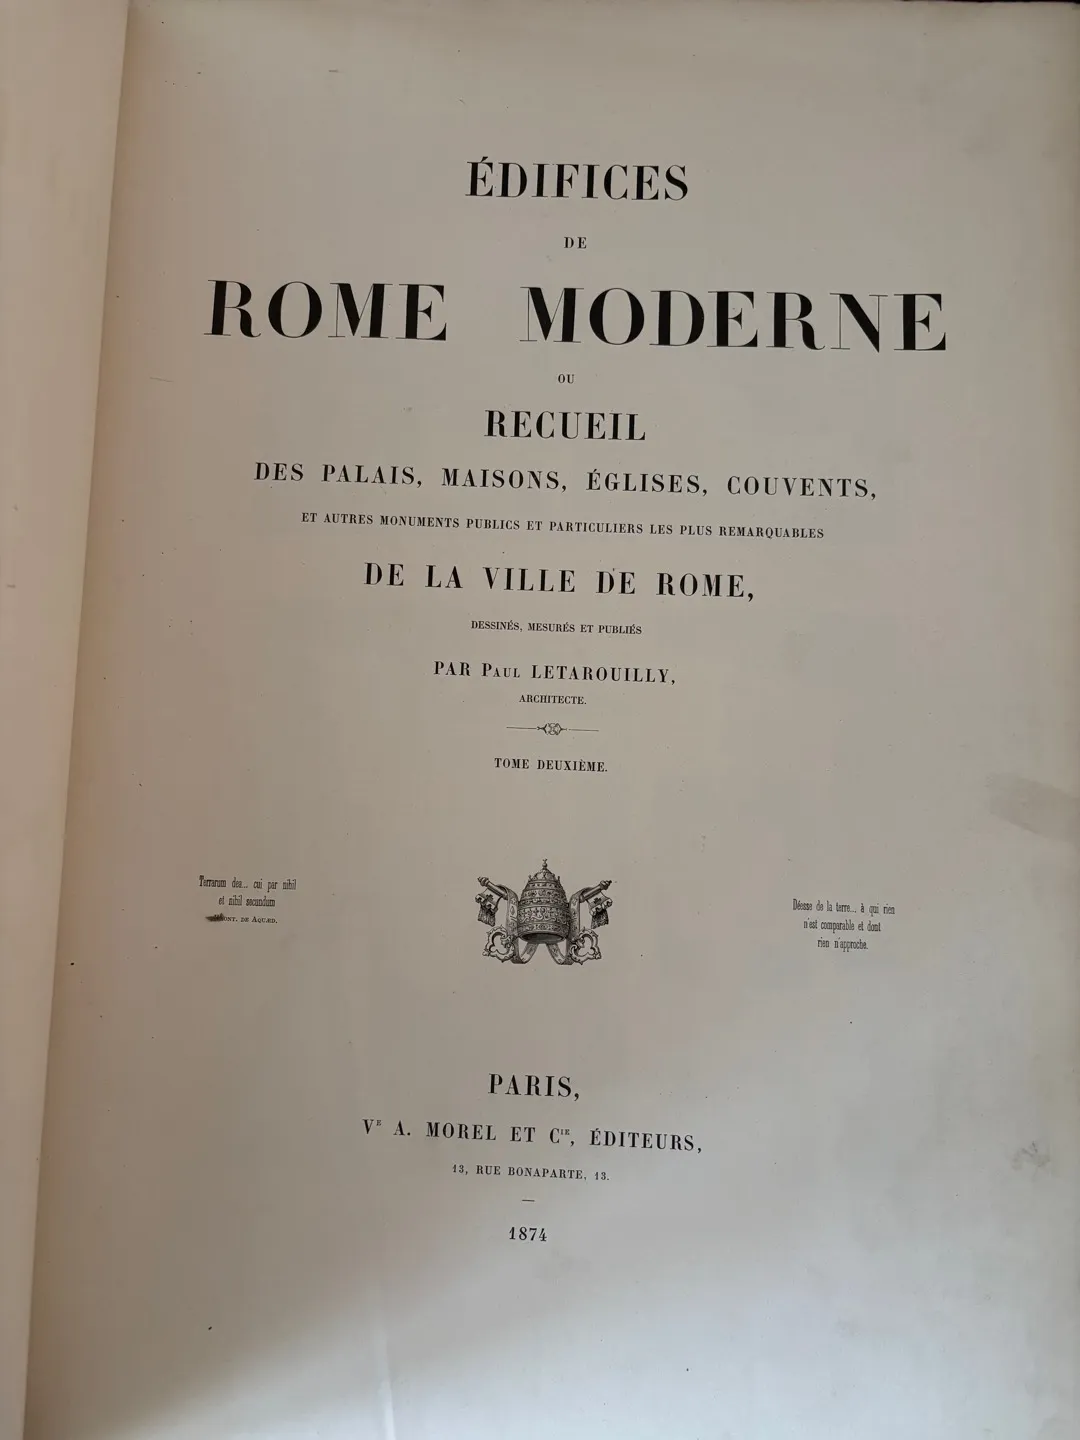 ÉDIFICES
DE
ROME MODERNE
OU
RECUEIL
DES PALAIS, MAISONS, ÉGLISES, COUVENTS,
ET AUTRES MONUMENTS PUBLICS ET PARTICULIERS LES PLUS REMARQUABLES
DE LA VILLE DE ROME,
DESSINÉS, MESURÉS ET PUBLIÉS
PAR PAUL LETAROUILLY,
ARCHITECTE.
TOME DEUXIÈME.
Terrarum dea... cui par nihil
et nihil secundum
DE AQUÆD.
Déesse de la terre... à qui rien
n'est comparable et dont
rien n'approche.
PARIS,
VE A. MOREL ET CIE, ÉDITEURS,
13, RUE BONAPARTE, 13.
1874